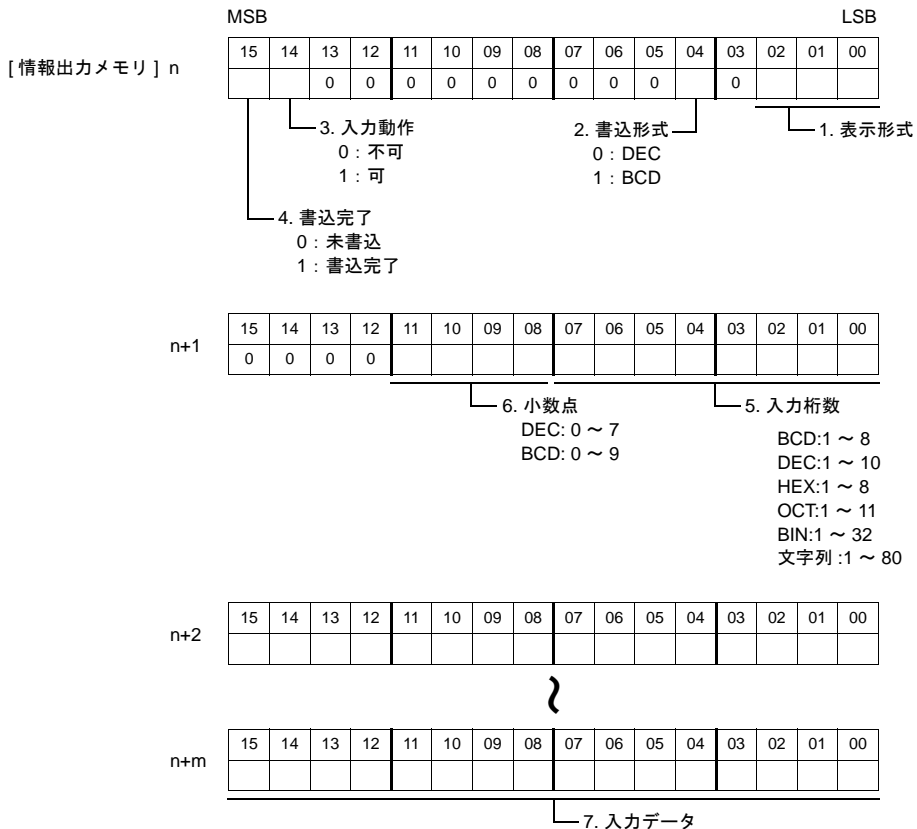 MSB LSB
[情報出力メモリ] n
15 14 13 12 11 10 09 08 07 06 05 04 03 02 01 00
0 0 0 0 0 0 0 0 0 0
3. 入力動作
0：不可
1：可
2. 書込形式
0：DEC
1：BCD
1. 表示形式
4. 書込完了
0：未書込
1：書込完了
n+1
15 14 13 12 11 10 09 08 07 06 05 04 03 02 01 00
0 0 0 0
6. 小数点
DEC: 0 ～ 7
BCD: 0 ～ 9
5. 入力桁数
BCD:1 ～ 8
DEC:1 ～ 10
HEX:1 ～ 8
OCT:1 ～ 11
BIN:1 ～ 32
文字列 :1 ～ 80
n+2
15 14 13 12 11 10 09 08 07 06 05 04 03 02 01 00
～
n+m
15 14 13 12 11 10 09 08 07 06 05 04 03 02 01 00
7. 入力データ